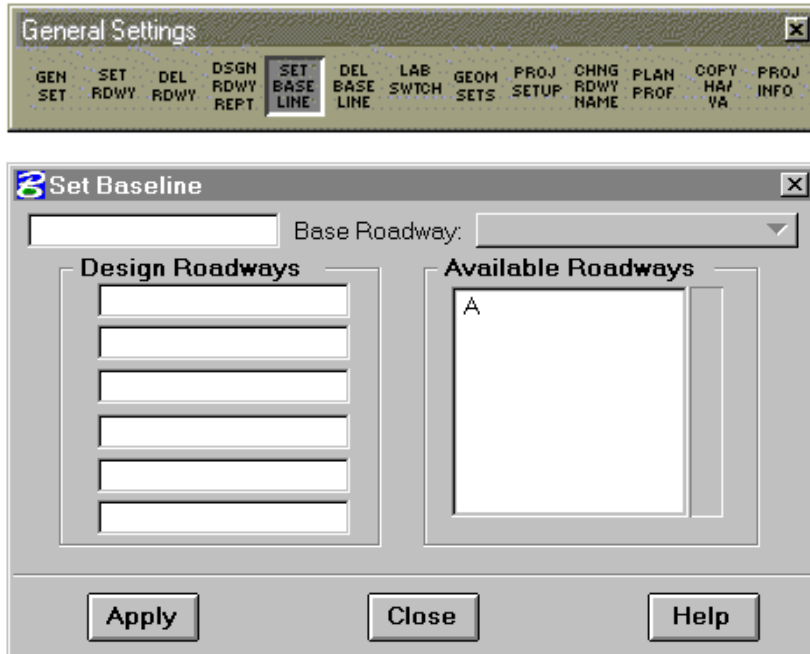 General Settings
GEN SET
SET RDWY
DEL RDWY
DSGN RDWY REPT
SET BASE LINE
DEL BASE LINE
LAB SWTCH
GEOM SETS
PROJ SETUP
CHNG RDWY NAME
PLAN PROF
COPY HA/ VA
PROJ INFO
Set Baseline
Base Roadway:
Design Roadways
Available Roadways
A
Apply
Close
Help